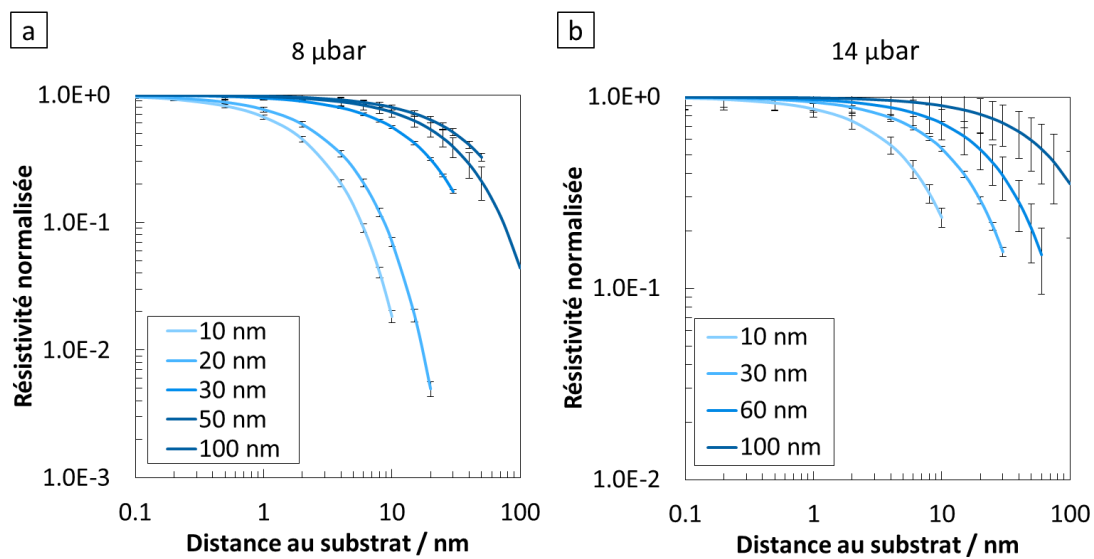 a
8 µbar
Résistivité normalisée
1.0E+0
1.0E-1
1.0E-2
1.0E-3
10 nm
20 nm
30 nm
50 nm
100 nm
0.1
1
10
100
Distance au substrat / nm
b
14 µbar
Résistivité normalisée
1.0E+0
1.0E-1
1.0E-2
10 nm
30 nm
60 nm
100 nm
0.1
1
10
100
Distance au substrat / nm